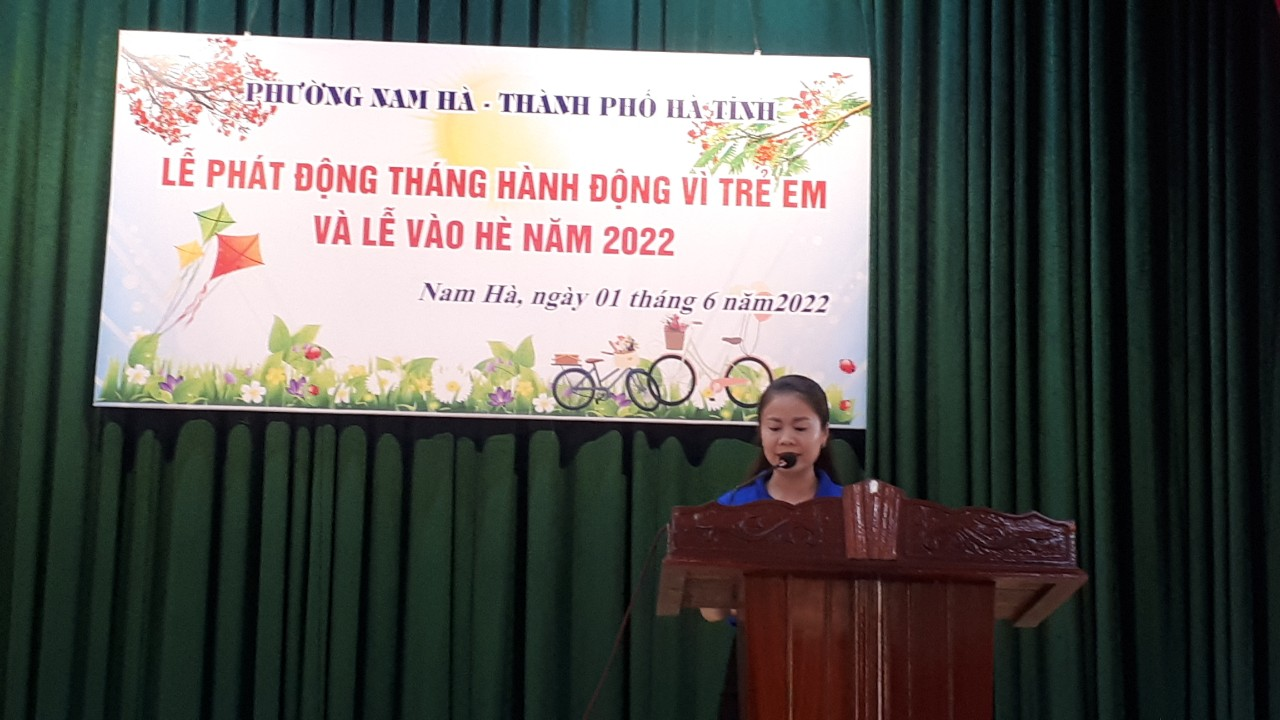 PHƯỜNG NAM HÀ - THÀNH PHỐ HÀ TĨNH
LỄ PHÁT ĐỘNG THÁNG HÀNH ĐỘNG VÌ TRẺ EM
VÀ LỄ VÀO HÈ NĂM 2022
Nam Hà, ngày 01 tháng 6 năm2022